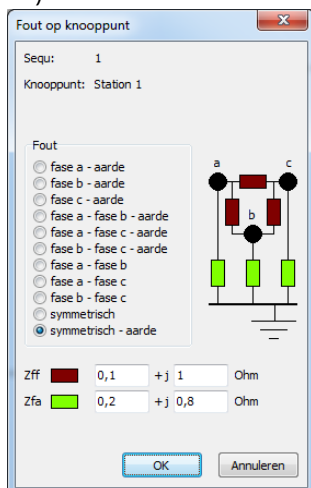 Fout op knooppunt
Sequ: 1
Knooppunt: Station 1
Fout
fase a - aarde
fase b - aarde
fase c - aarde
fase a - fase b - aarde
fase a - fase c - aarde
fase b - fase c - aarde
fase a - fase b
fase a - fase c
fase b - fase c
symmetrisch
symmetrisch - aarde
a c
b
Zff 0,1 +j 1 Ohm
Zfa 0,2 +j 0,8 Ohm
OK Annuleren